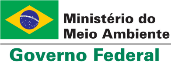 Ministério do
Meio Ambiente
Governo Federal